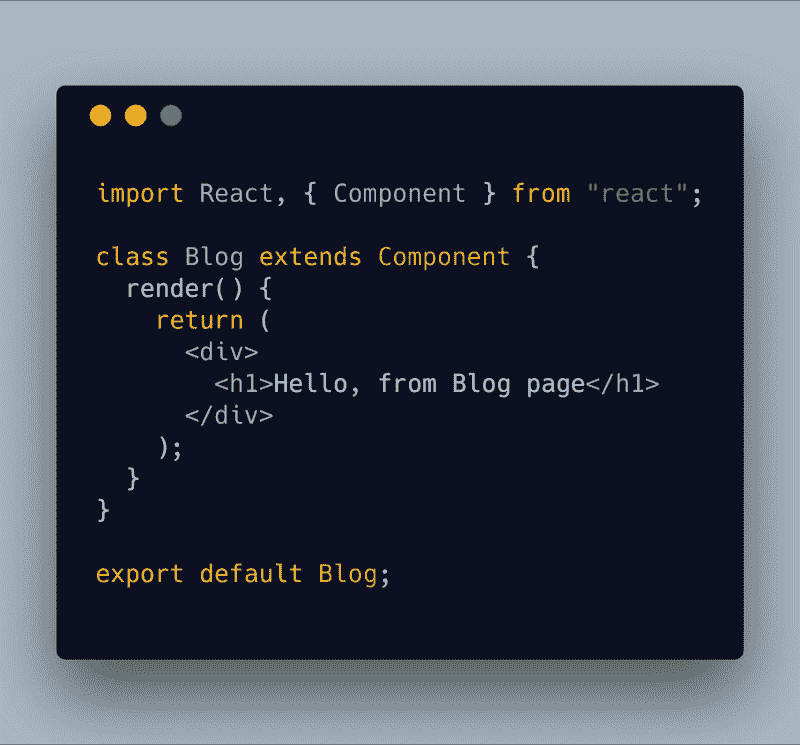 import React, { Component } from "react";
class Blog extends Component {
  render() {
    return (
      <div>
        <h1>Hello, from Blog page</h1>
      </div>
    );
  }
}
export default Blog;